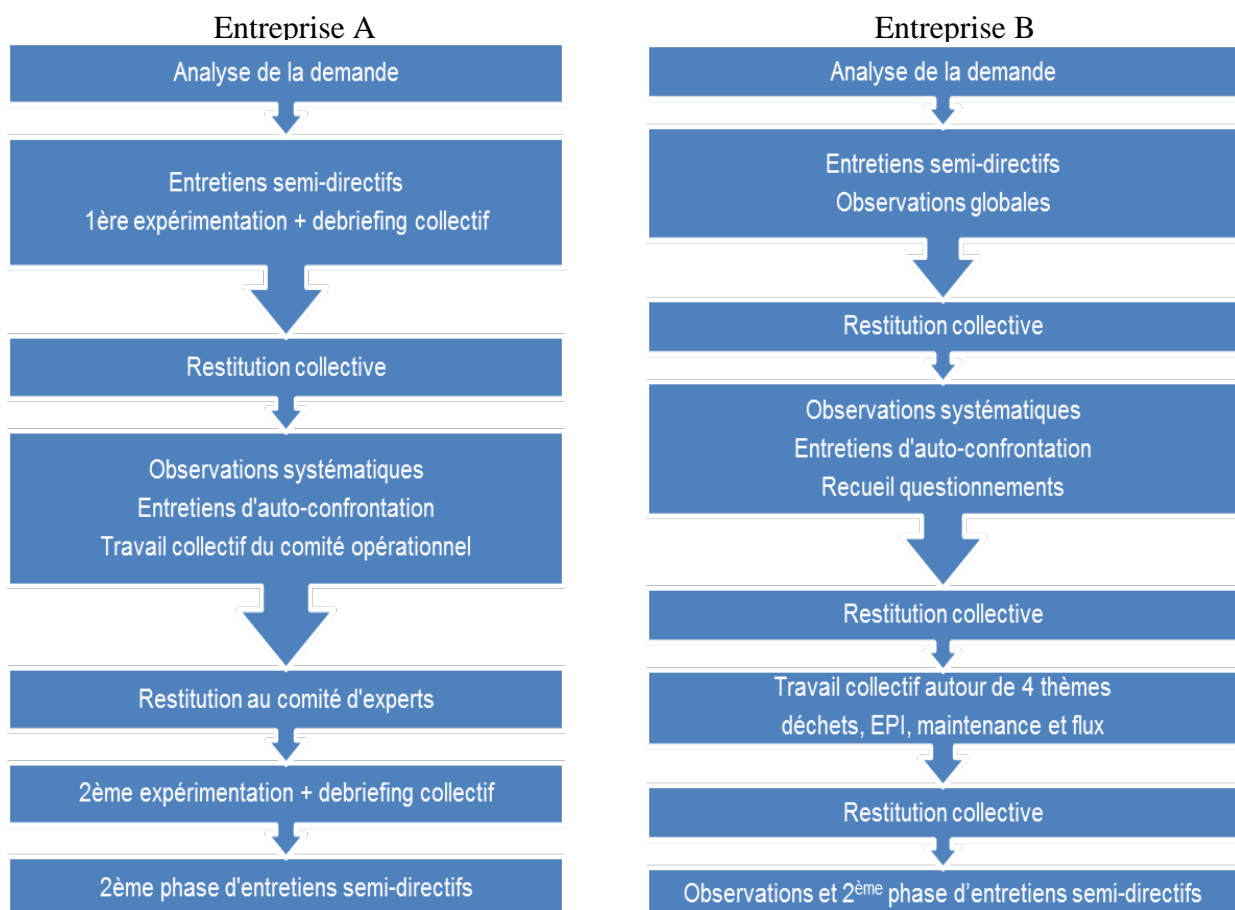 Entreprise A
Analyse de la demande
Entretiens semi-directifs
1ère expérimentation + debriefing collectif
Restitution collective
Observations systématiques
Entretiens d'auto-confrontation
Travail collectif du comité opérationnel
Restitution au comité d'experts
2ème expérimentation + debriefing collectif
2ème phase d'entretiens semi-directifs
Entreprise B
Analyse de la demande
Entretiens semi-directifs
Observations globales
Restitution collective
Observations systématiques
Entretiens d'auto-confrontation
Recueil questionnements
Restitution collective
Travail collectif autour de 4 thèmes
déchets, EPI, maintenance et flux
Restitution collective
Observations et 2ème phase d’entretiens semi-directifs